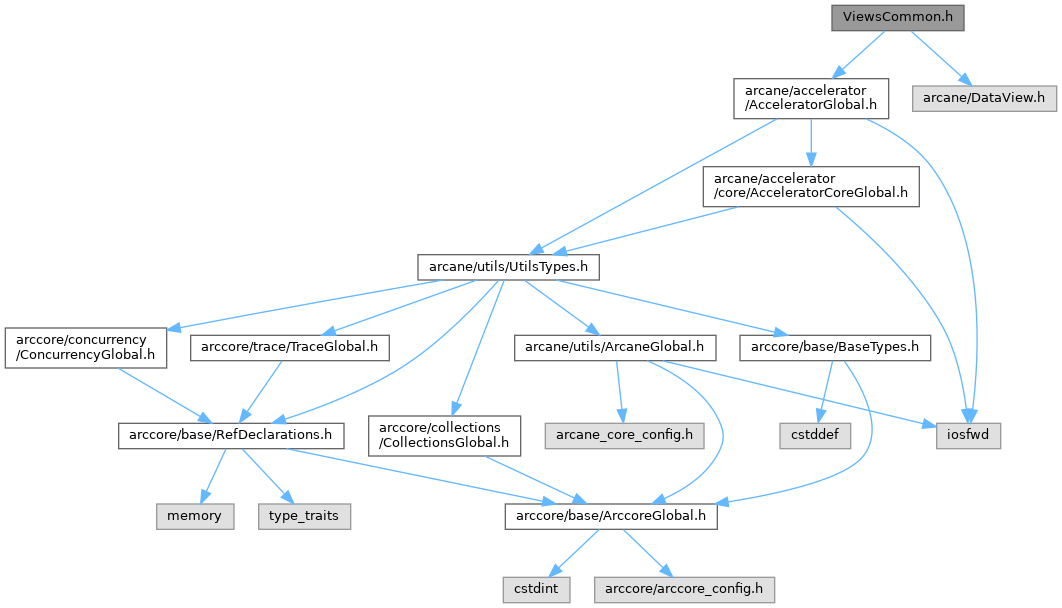 ViewsCommon.h
arcane/accelerator
/AcceleratorGlobal.h
arcane/DataView.h
arcane/accelerator
/core/AcceleratorCoreGlobal.h
arcane/utils/UtilsTypes.h
arccore/concurrency
/ConcurrencyGlobal.h
arccore/trace/TraceGlobal.h
arcane/utils/ArcaneGlobal.h
arccore/base/BaseTypes.h
arccore/base/RefDeclarations.h
arccore/collections
/CollectionsGlobal.h
arcane_core_config.h
cstddef
iosfwd
memory
type_traits
arccore/base/ArccoreGlobal.h
cstdint
arccore/arccore_config.h